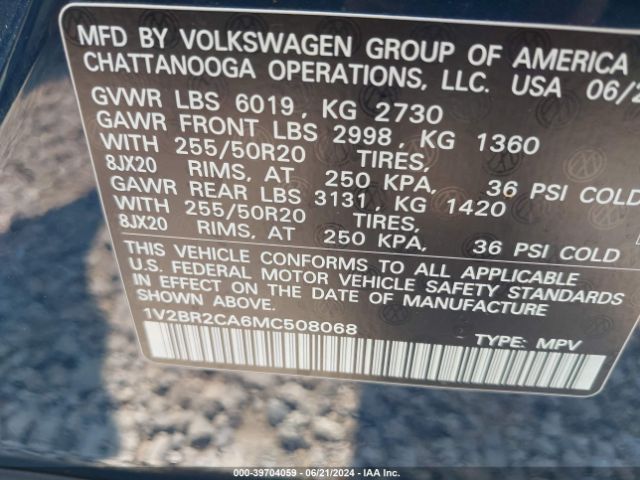 MFD BY VOLKSWAGEN GROUP OF AMERICA
CHATTANOOGA OPERATIONS, LLC. USA 06/2
GVWR LBS 6019, KG 2730
GAWR FRONT LBS 2998, KG 1360
WITH 255/50R20 TIRES,
8JX20 RIMS, AT 250 KPA, 36 PSI COLD
GAWR REAR LBS 3131, KG 1420
WITH 255/50R20 TIRES,
8JX20 RIMS, AT 250 KPA, 36 PSI COLD
THIS VEHICLE CONFORMS TO ALL APPLICABLE
U.S. FEDERAL MOTOR VEHICLE SAFETY STANDARDS
IN EFFECT ON THE DATE OF MANUFACTURE
SHOWN ABOVE.
1V2BR2CA6MC508068 TYPE: MPV
000-39704059 - 06/21/2024 - IAA Inc.